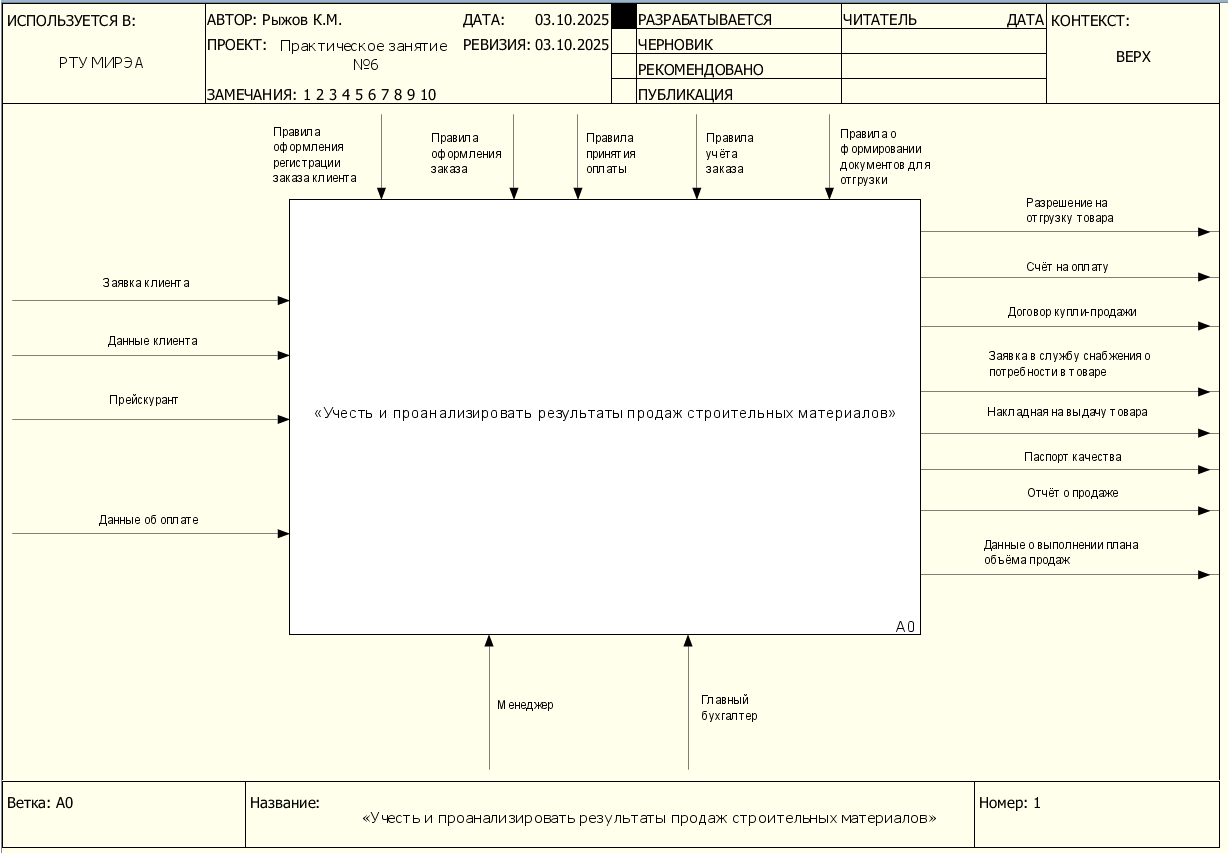 ИСПОЛЬЗУЕТСЯ В:
РТУ МИРЭА
АВТОР: Рыжов К.М.
ДАТА: 03.10.2025
ПРОЕКТ: Практическое занятие
№6
РЕВИЗИЯ: 03.10.2025
ЗАМЕЧАНИЯ: 1 2 3 4 5 6 7 8 9 10
РАЗРАБАТЫВАЕТСЯ
ЧЕРНОВИК
РЕКОМЕНДОВАНО
ПУБЛИКАЦИЯ
ЧИТАТЕЛЬ ДАТА
КОНТЕКСТ:
ВЕРХ
Правила
оформления
регистрации
заказа клиента
Правила
оформления
заказа
Правила
принятия
оплаты
Правила
учёта
заказа
Правила о
формировании
документов для
отгрузки
Заявка клиента
Данные клиента
Прейскурант
Данные об оплате
«Учесть и проанализировать результаты продаж строительных материалов»
A0
Разрешение на
отгрузку товара
Счёт на оплату
Договор купли-продажи
Заявка в службу снабжения о
потребности в товаре
Накладная на выдачу товара
Паспорт качества
Отчёт о продаже
Данные о выполнении плана
объёма продаж
Менеджер
Главный
бухгалтер
Ветка: A0
Название:
«Учесть и проанализировать результаты продаж строительных материалов»
Номер: 1